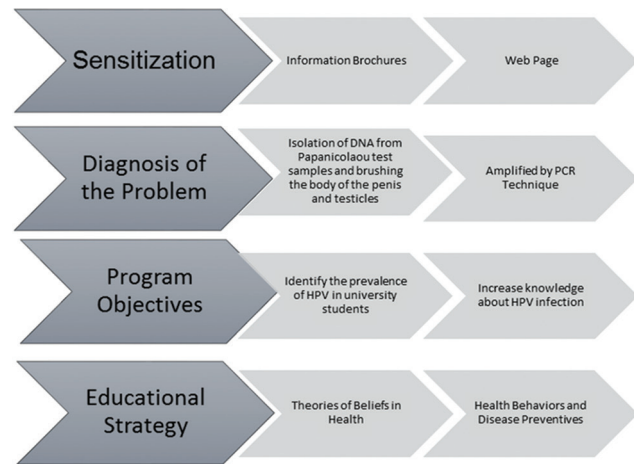 Sensitization
Information Brochures
Web Page
Diagnosis of
the Problem
Isolation of DNA from
Papanicolaou test
samples and brushing
the body of the penis
and testicles
Amplified by PCR
Technique
Program
Objectives
Identify the prevalence
of HPV in university
students
Increase knowledge
about HPV infection
Educational
Strategy
Theories of Beliefs in
Health
Health Behaviors and
Disease Preventives